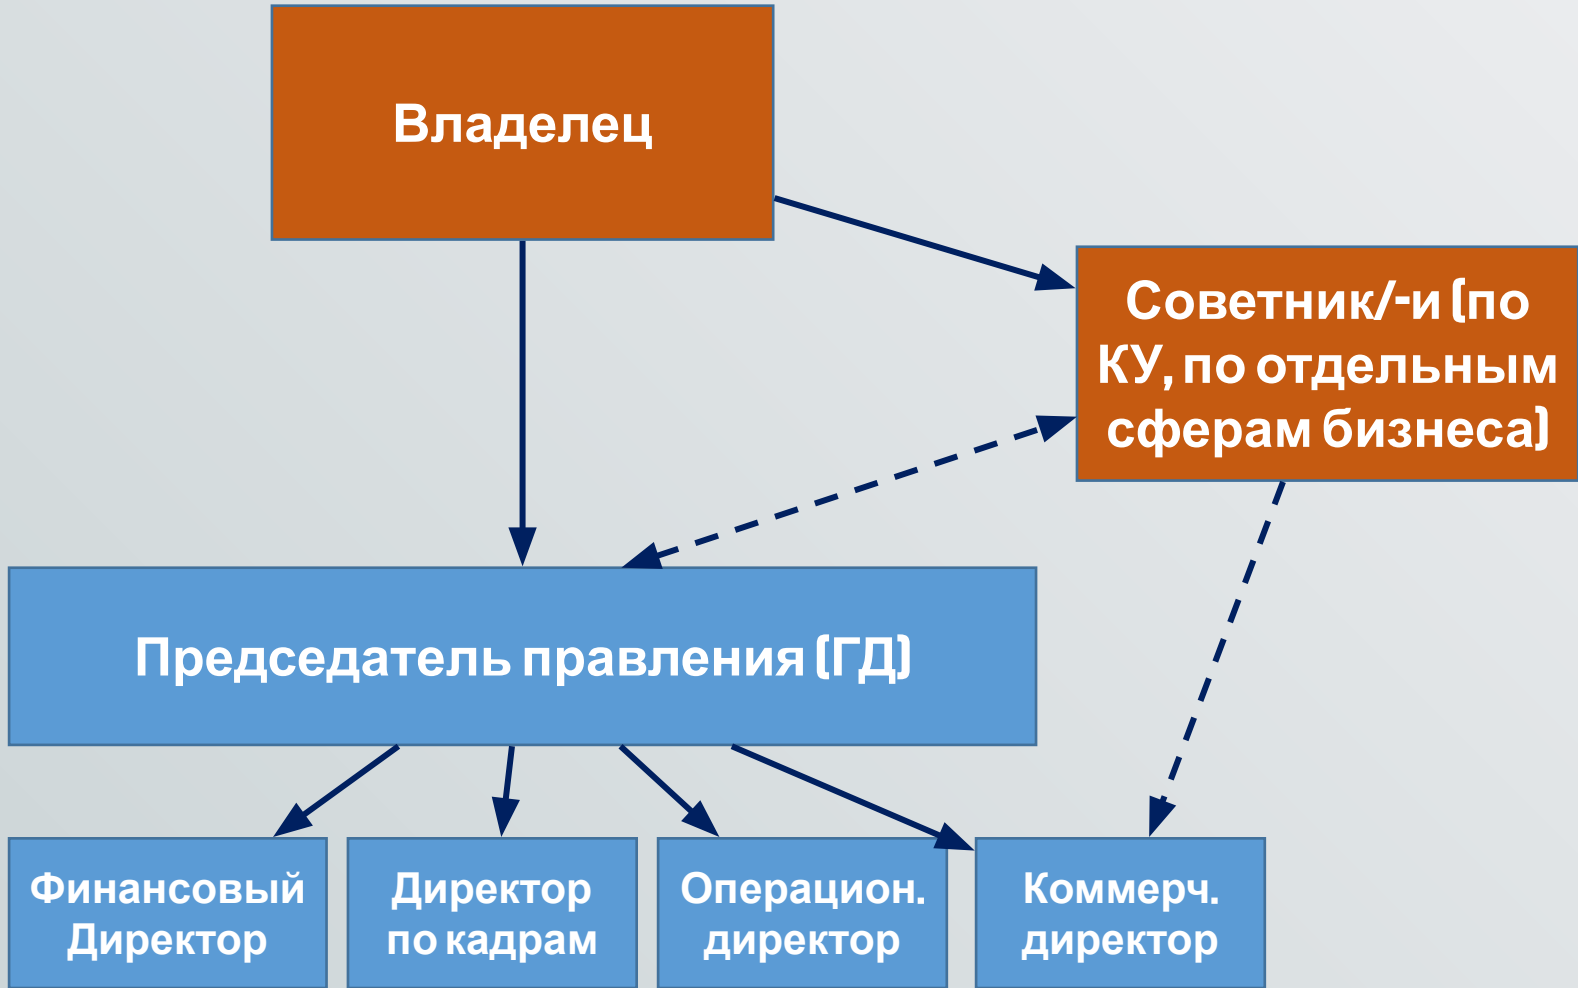 Владелец
Советник/-и (по
КУ, по отдельным
сферам бизнеса)
Председатель правления (ГД)
Финансовый
Директор
Директор
по кадрам
Операцион.
директор
Коммерч.
директор